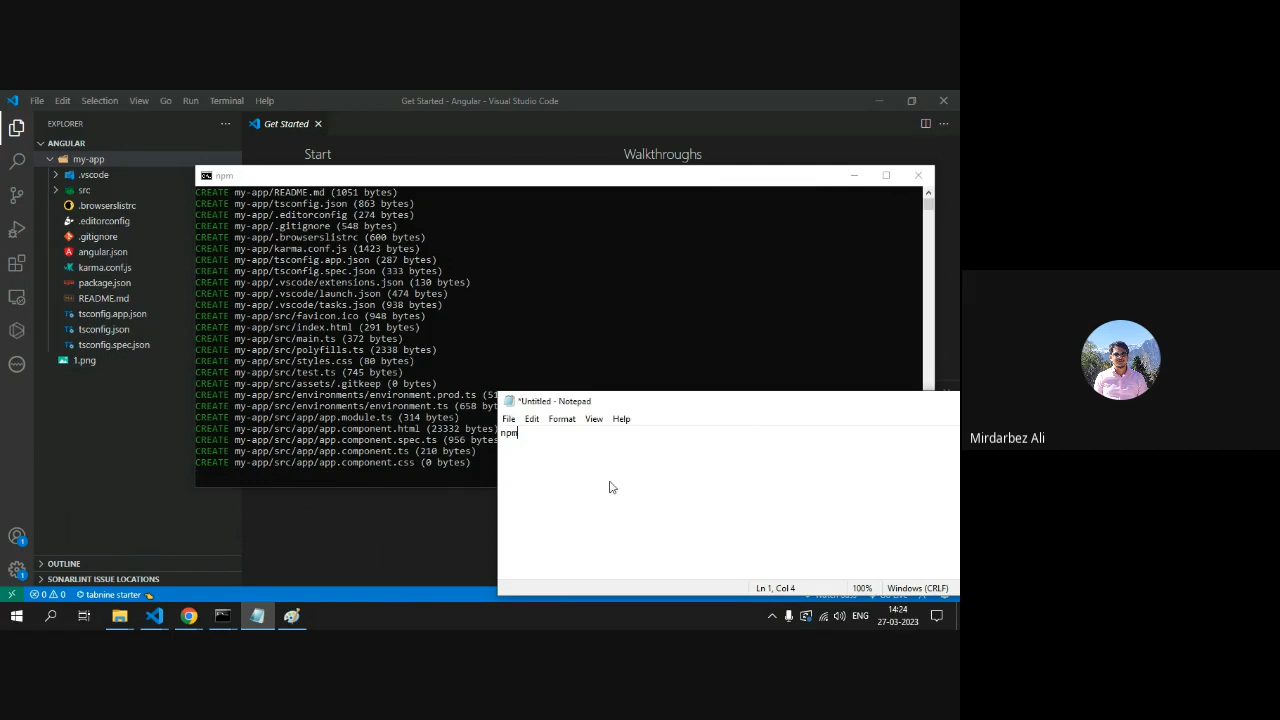 File Edit Selection View Go Run Terminal Help
Get Started - Angular - Visual Studio Code
EXPLORER
Get Started
ANGULAR
my-app
.vscode
src
.browserslistrc
.editorconfig
.gitignore
angular.json
karma.conf.js
package.json
README.md
tsconfig.app.json
tsconfig.json
tsconfig.spec.json
1.png
OUTLINE
SONARLINT ISSUE LOCATIONS
Start
Walkthroughs
npm
CREATE my-app/README.md (1051 bytes)
CREATE my-app/tsconfig.json (863 bytes)
CREATE my-app/.editorconfig (274 bytes)
CREATE my-app/.gitignore (548 bytes)
CREATE my-app/.browserslistrc (600 bytes)
CREATE my-app/karma.conf.js (1423 bytes)
CREATE my-app/tsconfig.app.json (287 bytes)
CREATE my-app/tsconfig.spec.json (333 bytes)
CREATE my-app/.vscode/extensions.json (130 bytes)
CREATE my-app/.vscode/launch.json (474 bytes)
CREATE my-app/.vscode/tasks.json (938 bytes)
CREATE my-app/src/favicon.ico (948 bytes)
CREATE my-app/src/index.html (291 bytes)
CREATE my-app/src/main.ts (372 bytes)
CREATE my-app/src/polyfills.ts (2338 bytes)
CREATE my-app/src/styles.css (80 bytes)
CREATE my-app/src/test.ts (745 bytes)
CREATE my-app/src/assets/.gitkeep (0 bytes)
CREATE my-app/src/environments/environment.prod.ts (51
CREATE my-app/src/environments/environment.ts (658 byt
CREATE my-app/src/app/app.module.ts (314 bytes)
CREATE my-app/src/app/app.component.html (23332 bytes)
CREATE my-app/src/app/app.component.spec.ts (956 bytes
CREATE my-app/src/app/app.component.ts (210 bytes)
CREATE my-app/src/app/app.component.css (0 bytes)
*Untitled - Notepad
File Edit Format View Help
npm
Ln 1, Col 4 100% Windows (CRLF)
0 0 tabnine starter
ENG
14:24
27-03-2023
Mirdarbez Ali